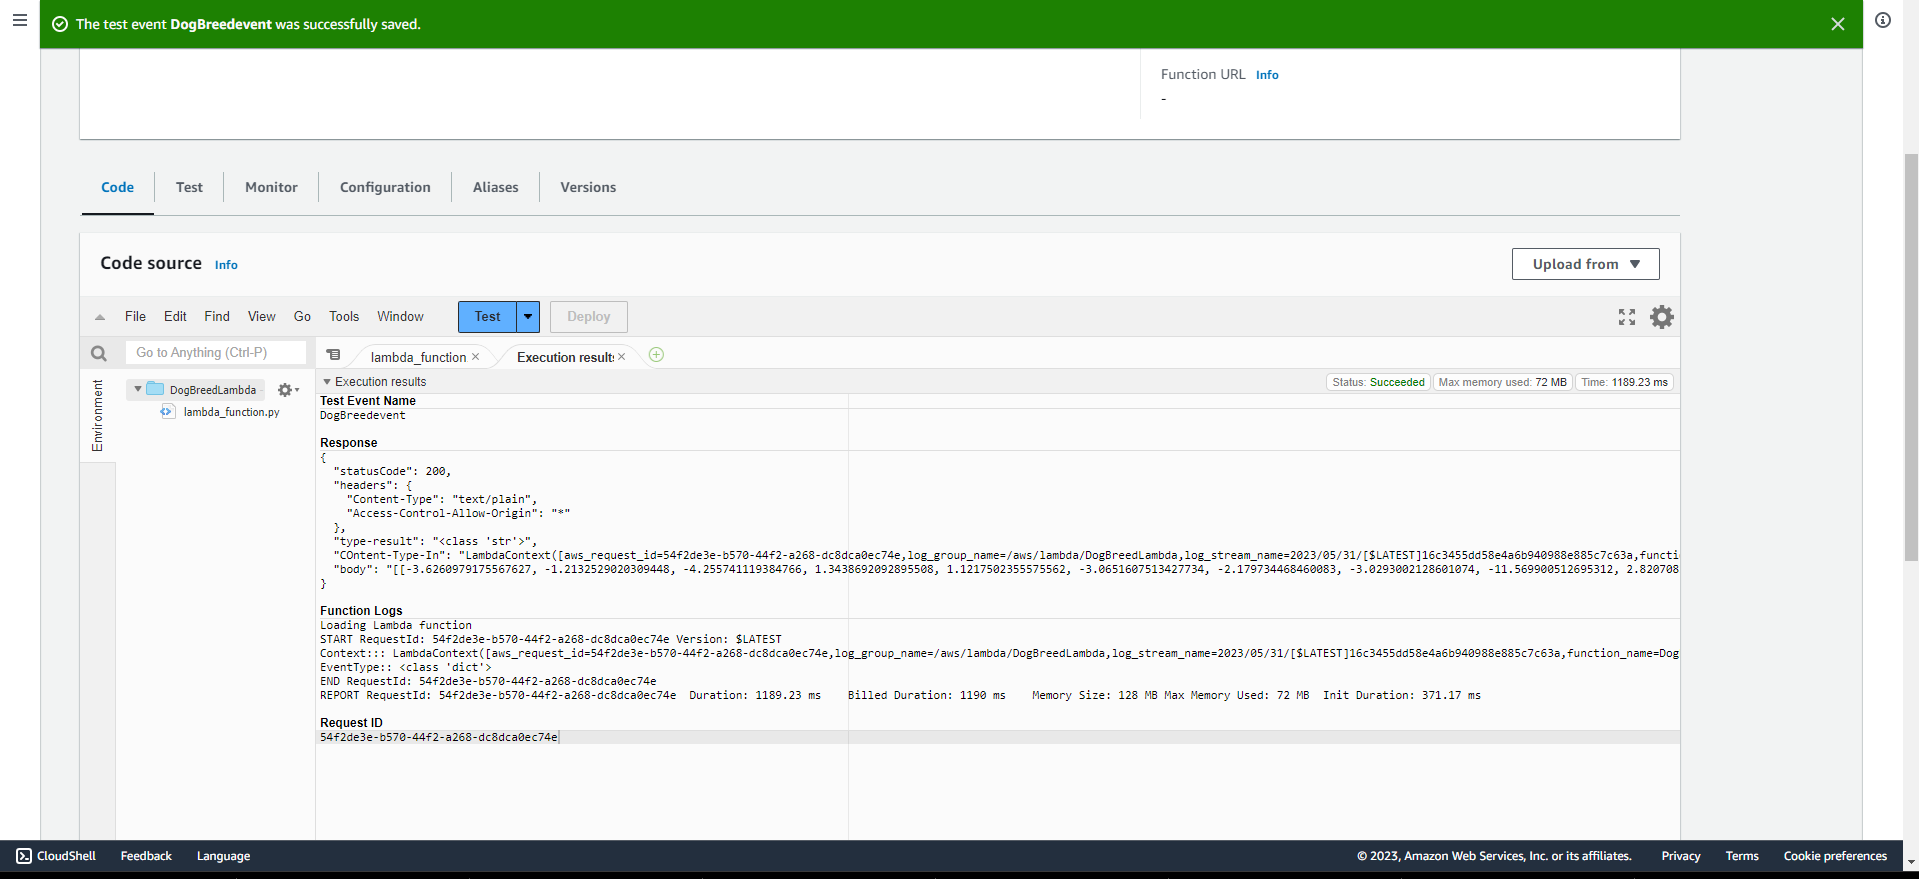 The test event DogBreedevent was successfully saved.
Function URL Info
-
Code Test Monitor Configuration Aliases Versions
Code source Info
Upload from
File Edit Find View Go Tools Window Test Deploy
Go to Anything (Ctrl-P)
lambda_function × Execution results ×
Environment
DogBreedLambda
lambda_function.py
Execution results
Status: Succeeded Max memory used: 72 MB Time: 1189.23 ms
Test Event Name
DogBreedevent
Response
{
"statusCode": 200,
"headers": {
"Content-Type": "text/plain",
"Access-Control-Allow-Origin": "*"
},
"type-result": "<class 'str'>",
"COntent-Type-In": "LambdaContext([aws_request_id=54f2de3e-b570-44f2-a268-dc8dca0ec74e,log_group_name=/aws/lambda/DogBreedLambda,log_stream_name=2023/05/31/[$LATEST]16c3455dd58e4a6b940988e885c7c63a,functi
"body": "[[-3.6260979175567627, -1.2132529020309448, -4.255741119384766, 1.3438692092895508, 1.1217502355575562, -3.0651607513427734, -2.179734468460083, -3.0293002128601074, -11.569900512695312, 2.820708
}
Function Logs
Loading Lambda function
START RequestId: 54f2de3e-b570-44f2-a268-dc8dca0ec74e Version: $LATEST
Context::: LambdaContext([aws_request_id=54f2de3e-b570-44f2-a268-dc8dca0ec74e,log_group_name=/aws/lambda/DogBreedLambda,log_stream_name=2023/05/31/[$LATEST]16c3455dd58e4a6b940988e885c7c63a,function_name=Dog
EventType:: <class 'dict'>
END RequestId: 54f2de3e-b570-44f2-a268-dc8dca0ec74e
REPORT RequestId: 54f2de3e-b570-44f2-a268-dc8dca0ec74e Duration: 1189.23 ms Billed Duration: 1190 ms Memory Size: 128 MB Max Memory Used: 72 MB Init Duration: 371.17 ms
Request ID
54f2de3e-b570-44f2-a268-dc8dca0ec74e
CloudShell Feedback Language © 2023, Amazon Web Services, Inc. or its affiliates. Privacy Terms Cookie preferences